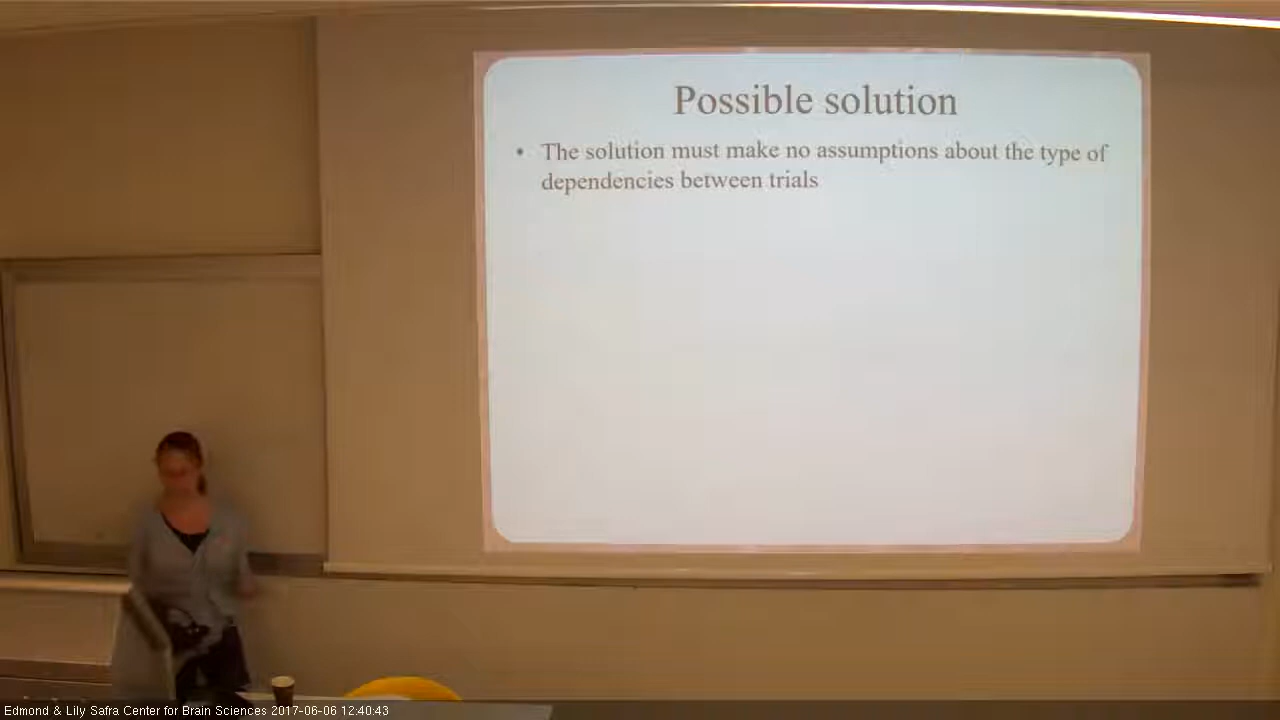 Possible solution
• The solution must make no assumptions about the type of
dependencies between trials
Edmond & Lily Safra Center for Brain Sciences 2017-06-06 12:40:43